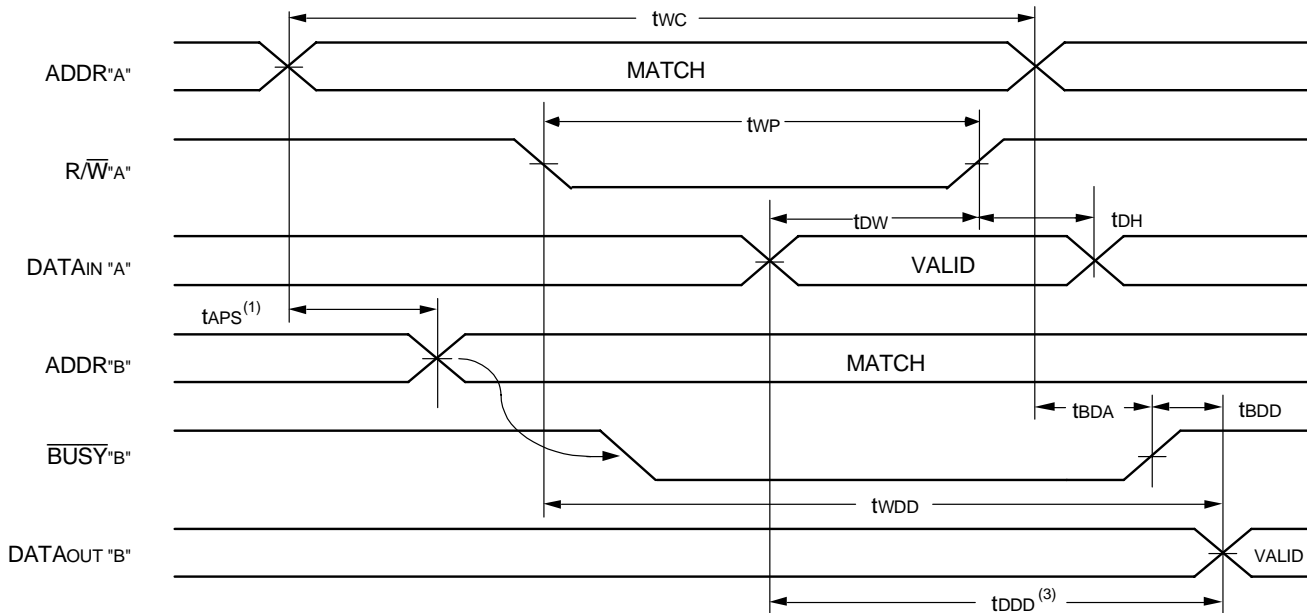 tWC
ADDR"A"
MATCH
tWP
R/W̅"A"
tDW
tDH
DATAIN "A"
VALID
tAPS(1)
ADDR"B"
MATCH
tBDA
tBDD
B̅U̅S̅Y̅"B"
tWDD
DATAOUT "B"
VALID
tDDD(3)